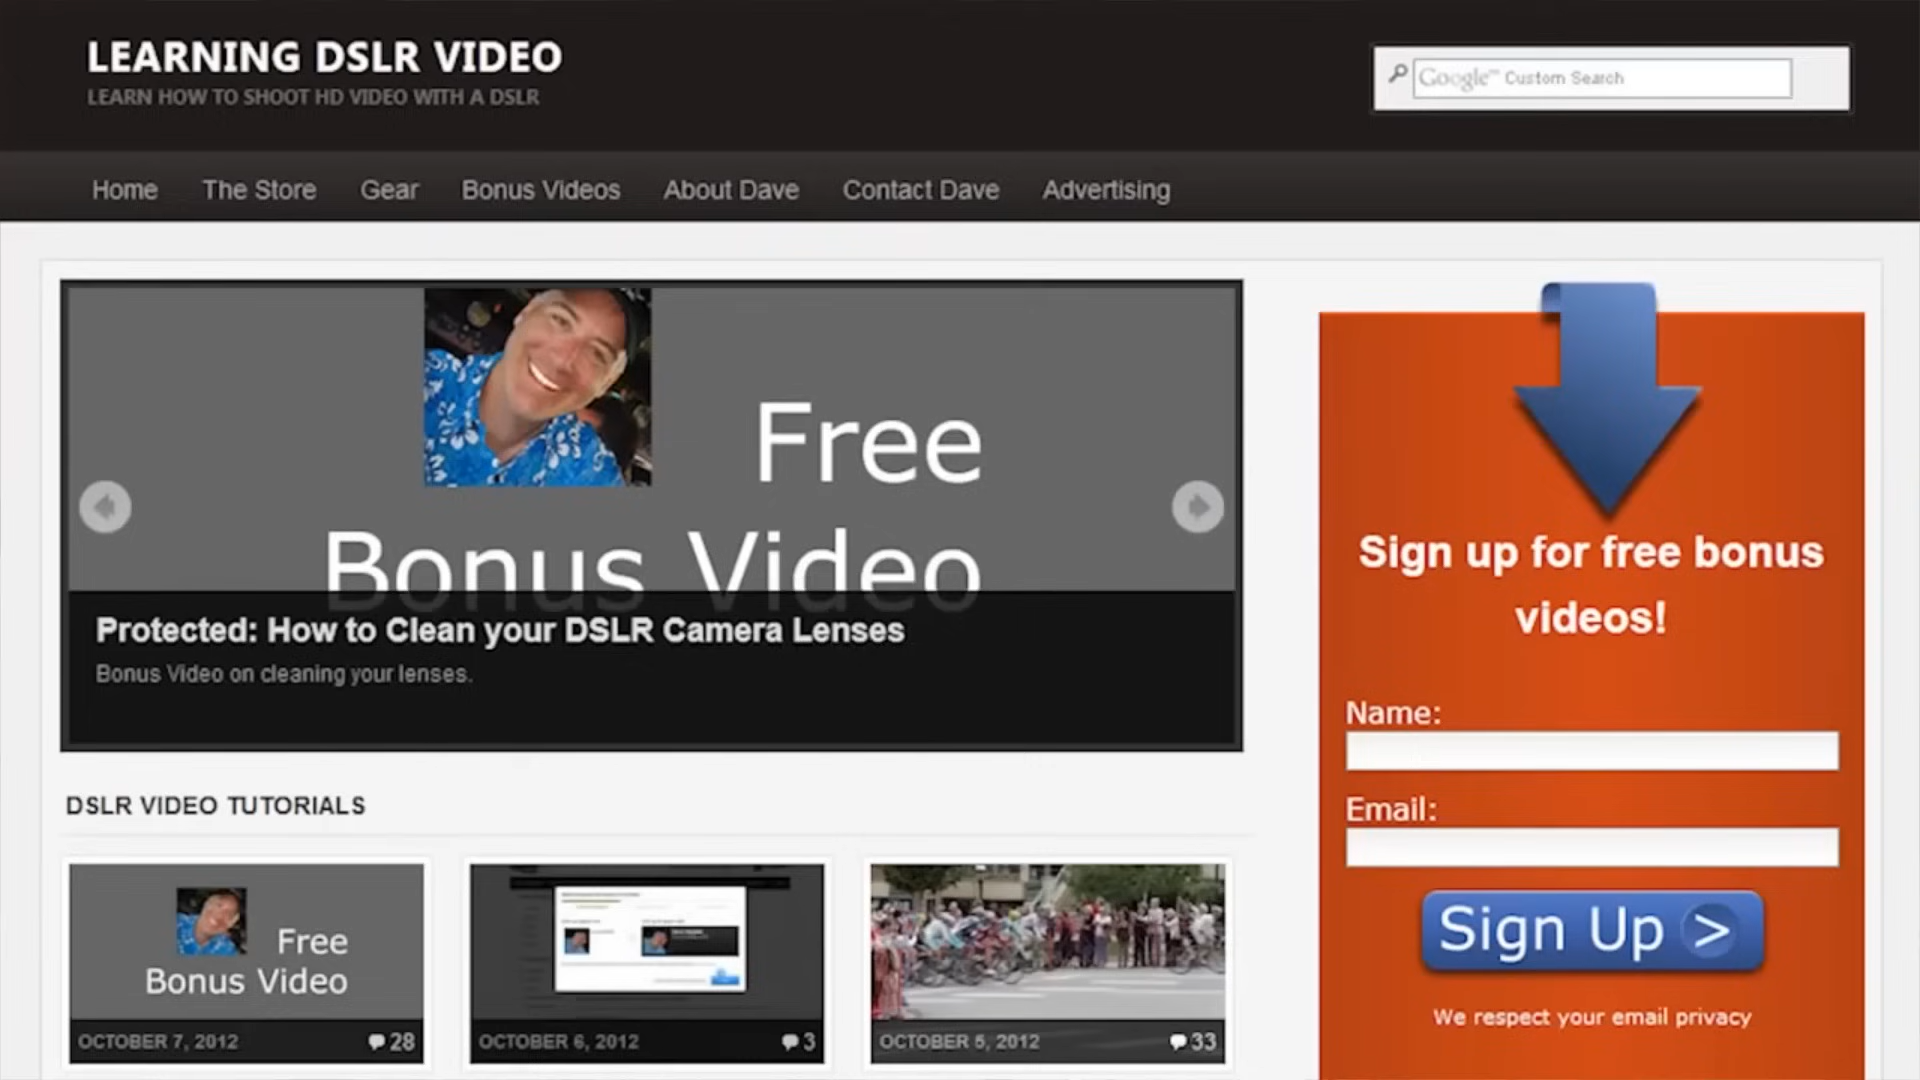 LEARNING DSLR VIDEO
LEARN HOW TO SHOOT HD VIDEO WITH A DSLR
Google™ Custom Search
Home The Store Gear Bonus Videos About Dave Contact Dave Advertising
Free
Bonus Video
Protected: How to Clean your DSLR Camera Lenses
Bonus Video on cleaning your lenses.
Sign up for free bonus
videos!
Name:
Email:
Sign Up >
We respect your email privacy
DSLR VIDEO TUTORIALS
Free
Bonus Video
OCTOBER 7, 2012 28
OCTOBER 6, 2012 3
OCTOBER 5, 2012 33